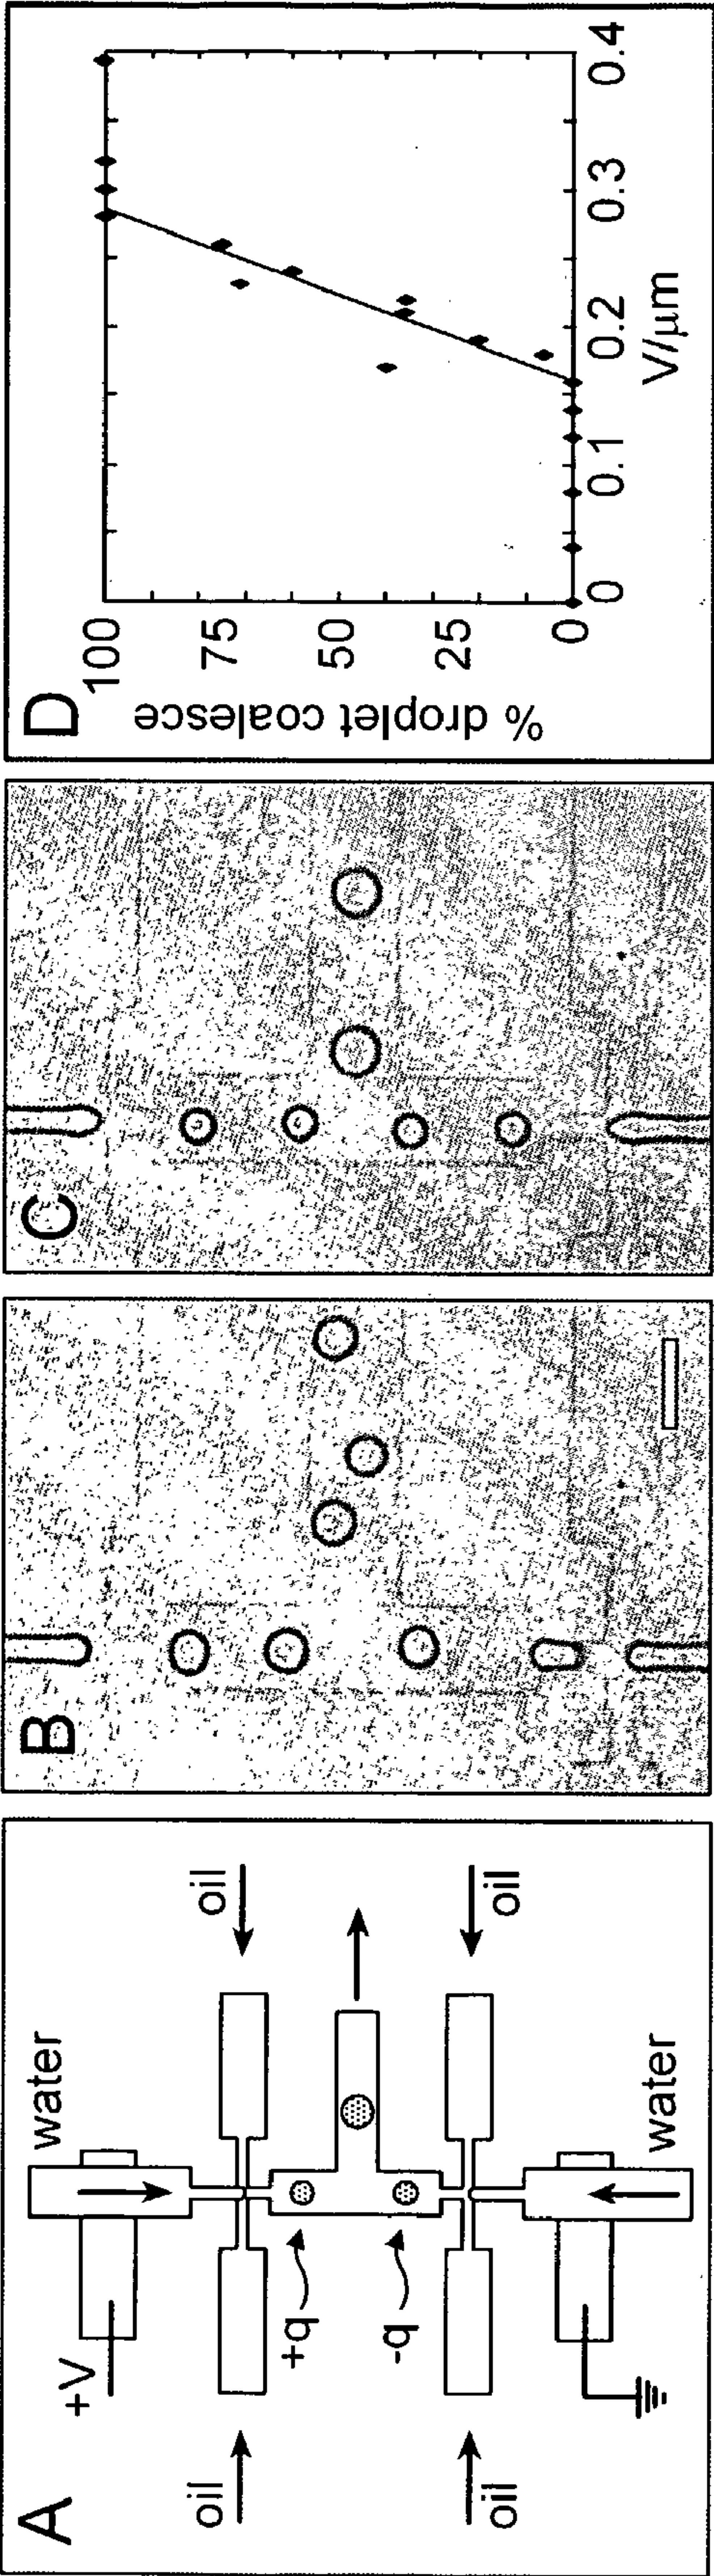 A
+V
water
oil
oil
+q
-q
oil
oil
water
B
C
D
% droplet coalesce
100
75
50
25
0
0
0.1
0.2
0.3
0.4
V/μm